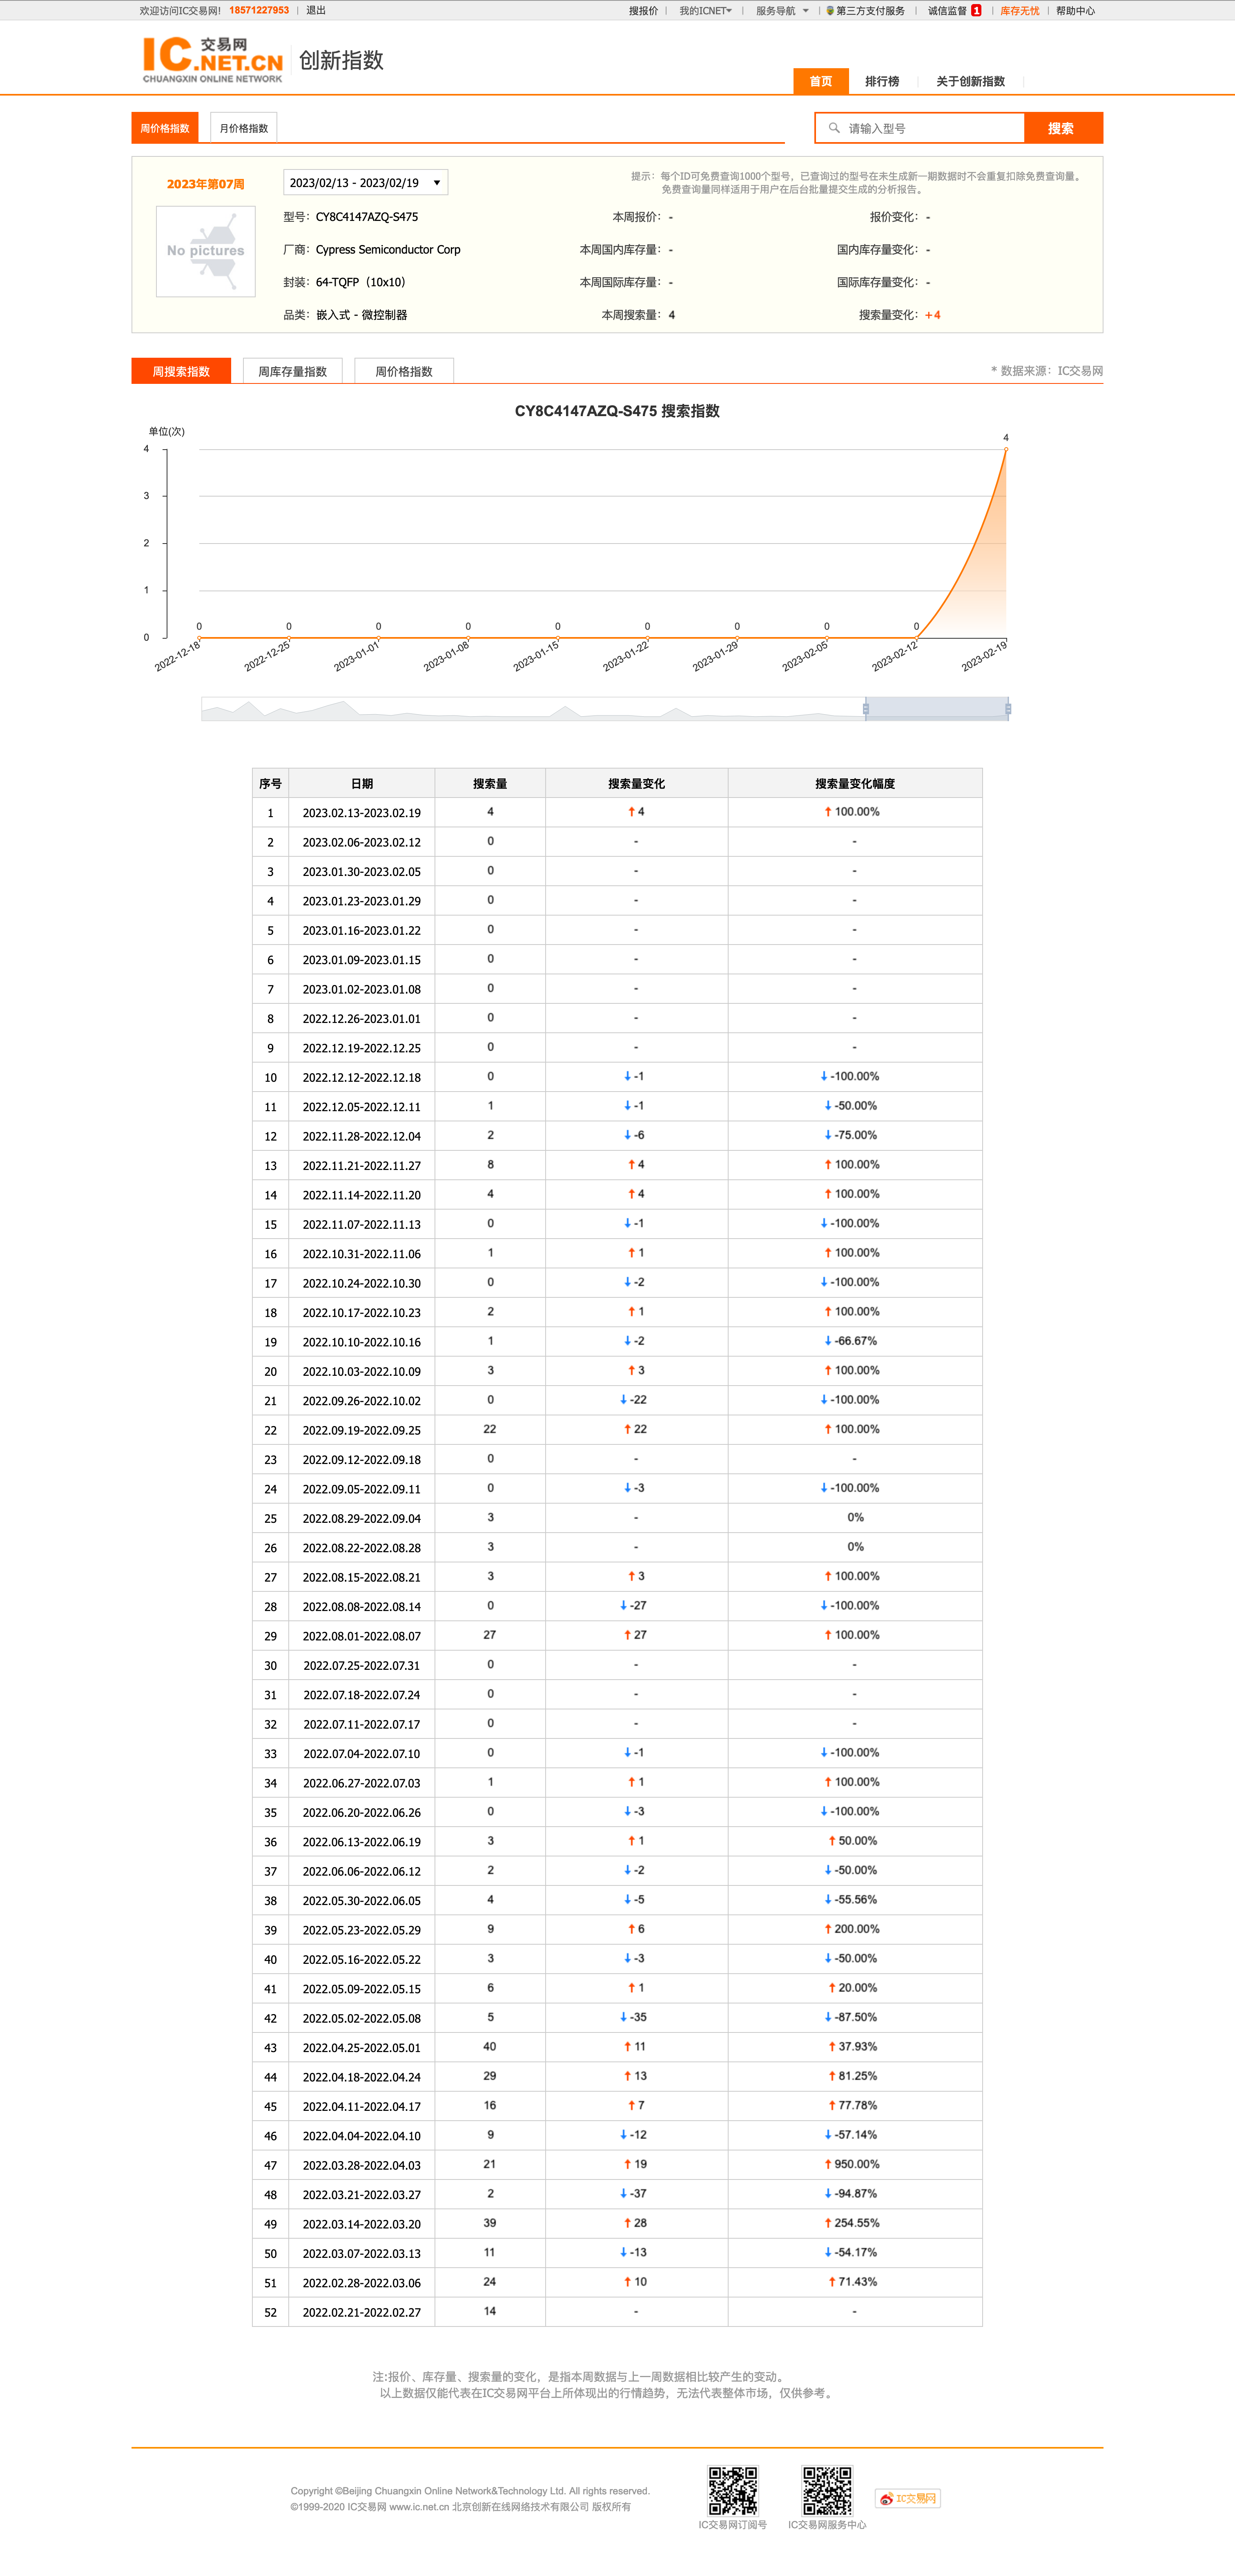 欢迎访问IC交易网! 18571227953 | 退出
搜报价 | 我的ICNET | 服务导航 | 第三方支付服务 | 诚信监督 1 | 库存无忧 | 帮助中心
IC 交易网 .NET.CN
CHUANGXIN ONLINE NETWORK
创新指数
首页 排行榜 关于创新指数
周价格指数 月价格指数
请输入型号 搜索
2023年第07周
2023/02/13 - 2023/02/19
提示：每个ID可免费查询1000个型号，已查询过的型号在未生成新一期数据时不会重复扣除免费查询量。
免费查询量同样适用于用户在后台批量提交生成的分析报告。
No pictures
型号：CY8C4147AZQ-S475 本周报价：- 报价变化：-
厂商：Cypress Semiconductor Corp 本周国内库存量：- 国内库存量变化：-
封装：64-TQFP（10x10） 本周国际库存量：- 国际库存量变化：-
品类：嵌入式 - 微控制器 本周搜索量：4 搜索量变化：+4
周搜索指数 周库存量指数 周价格指数
* 数据来源：IC交易网
CY8C4147AZQ-S475 搜索指数
单位(次)
4
4
3
2
1
0
0 0 0 0 0 0 0 0 0
2022-12-18 2022-12-25 2023-01-01 2023-01-08 2023-01-15 2023-01-22 2023-01-29 2023-02-05 2023-02-12 2023-02-19
序号 日期 搜索量 搜索量变化 搜索量变化幅度
1 2023.02.13-2023.02.19 4 ↑4 ↑100.00%
2 2023.02.06-2023.02.12 0 - -
3 2023.01.30-2023.02.05 0 - -
4 2023.01.23-2023.01.29 0 - -
5 2023.01.16-2023.01.22 0 - -
6 2023.01.09-2023.01.15 0 - -
7 2023.01.02-2023.01.08 0 - -
8 2022.12.26-2023.01.01 0 - -
9 2022.12.19-2022.12.25 0 - -
10 2022.12.12-2022.12.18 0 ↓-1 ↓-100.00%
11 2022.12.05-2022.12.11 1 ↓-1 ↓-50.00%
12 2022.11.28-2022.12.04 2 ↓-6 ↓-75.00%
13 2022.11.21-2022.11.27 8 ↑4 ↑100.00%
14 2022.11.14-2022.11.20 4 ↑4 ↑100.00%
15 2022.11.07-2022.11.13 0 ↓-1 ↓-100.00%
16 2022.10.31-2022.11.06 1 ↑1 ↑100.00%
17 2022.10.24-2022.10.30 0 ↓-2 ↓-100.00%
18 2022.10.17-2022.10.23 2 ↑1 ↑100.00%
19 2022.10.10-2022.10.16 1 ↓-2 ↓-66.67%
20 2022.10.03-2022.10.09 3 ↑3 ↑100.00%
21 2022.09.26-2022.10.02 0 ↓-22 ↓-100.00%
22 2022.09.19-2022.09.25 22 ↑22 ↑100.00%
23 2022.09.12-2022.09.18 0 - -
24 2022.09.05-2022.09.11 0 ↓-3 ↓-100.00%
25 2022.08.29-2022.09.04 3 - 0%
26 2022.08.22-2022.08.28 3 - 0%
27 2022.08.15-2022.08.21 3 ↑3 ↑100.00%
28 2022.08.08-2022.08.14 0 ↓-27 ↓-100.00%
29 2022.08.01-2022.08.07 27 ↑27 ↑100.00%
30 2022.07.25-2022.07.31 0 - -
31 2022.07.18-2022.07.24 0 - -
32 2022.07.11-2022.07.17 0 - -
33 2022.07.04-2022.07.10 0 ↓-1 ↓-100.00%
34 2022.06.27-2022.07.03 1 ↑1 ↑100.00%
35 2022.06.20-2022.06.26 0 ↓-3 ↓-100.00%
36 2022.06.13-2022.06.19 3 ↑1 ↑50.00%
37 2022.06.06-2022.06.12 2 ↓-2 ↓-50.00%
38 2022.05.30-2022.06.05 4 ↓-5 ↓-55.56%
39 2022.05.23-2022.05.29 9 ↑6 ↑200.00%
40 2022.05.16-2022.05.22 3 ↓-3 ↓-50.00%
41 2022.05.09-2022.05.15 6 ↑1 ↑20.00%
42 2022.05.02-2022.05.08 5 ↓-35 ↓-87.50%
43 2022.04.25-2022.05.01 40 ↑11 ↑37.93%
44 2022.04.18-2022.04.24 29 ↑13 ↑81.25%
45 2022.04.11-2022.04.17 16 ↑7 ↑77.78%
46 2022.04.04-2022.04.10 9 ↓-12 ↓-57.14%
47 2022.03.28-2022.04.03 21 ↑19 ↑950.00%
48 2022.03.21-2022.03.27 2 ↓-37 ↓-94.87%
49 2022.03.14-2022.03.20 39 ↑28 ↑254.55%
50 2022.03.07-2022.03.13 11 ↓-13 ↓-54.17%
51 2022.02.28-2022.03.06 24 ↑10 ↑71.43%
52 2022.02.21-2022.02.27 14 - -
注:报价、库存量、搜索量的变化，是指本周数据与上一周数据相比较产生的变动。
以上数据仅能代表在IC交易网平台上所体现出的行情趋势，无法代表整体市场，仅供参考。
Copyright ©Beijing Chuangxin Online Network&Technology Ltd. All rights reserved.
©1999-2020 IC交易网 www.ic.net.cn 北京创新在线网络技术有限公司 版权所有
IC交易网订阅号 IC交易网服务中心
IC交易网